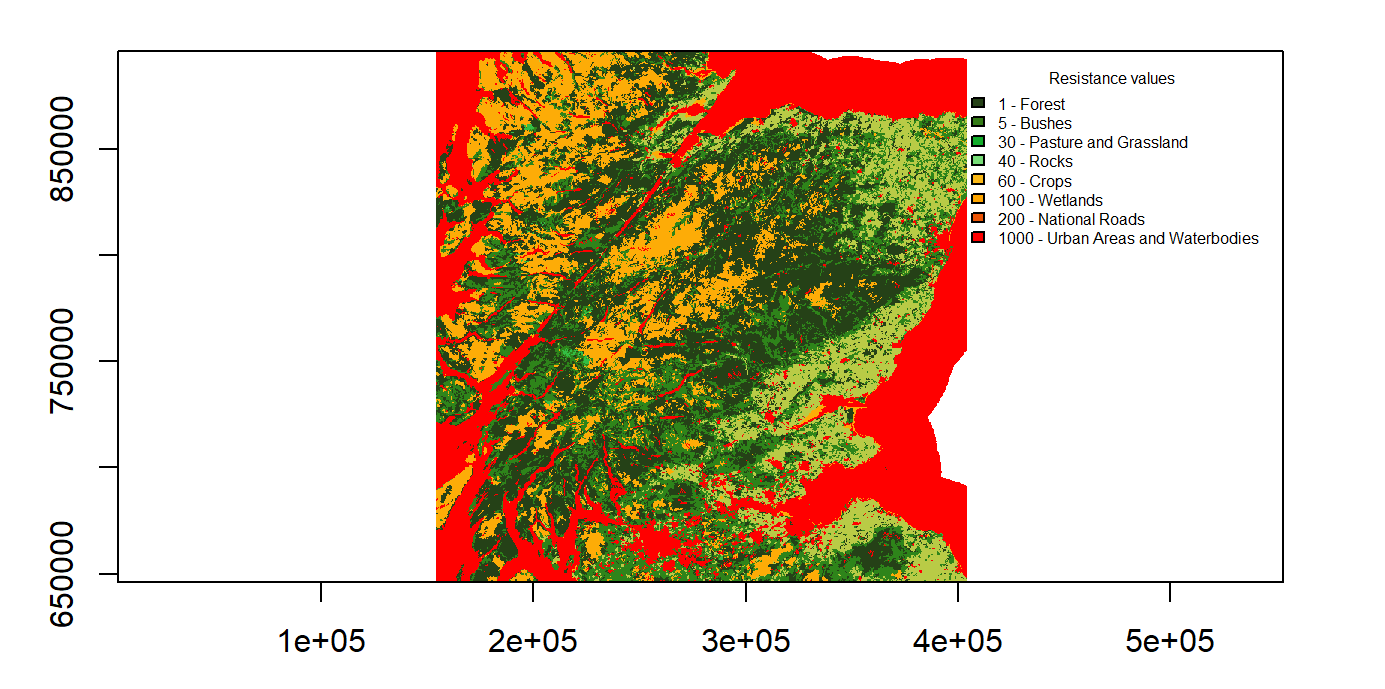 Resistance values
1 - Forest
5 - Bushes
30 - Pasture and Grassland
40 - Rocks
60 - Crops
100 - Wetlands
200 - National Roads
1000 - Urban Areas and Waterbodies
850000
750000
650000
1e+05 2e+05 3e+05 4e+05 5e+05